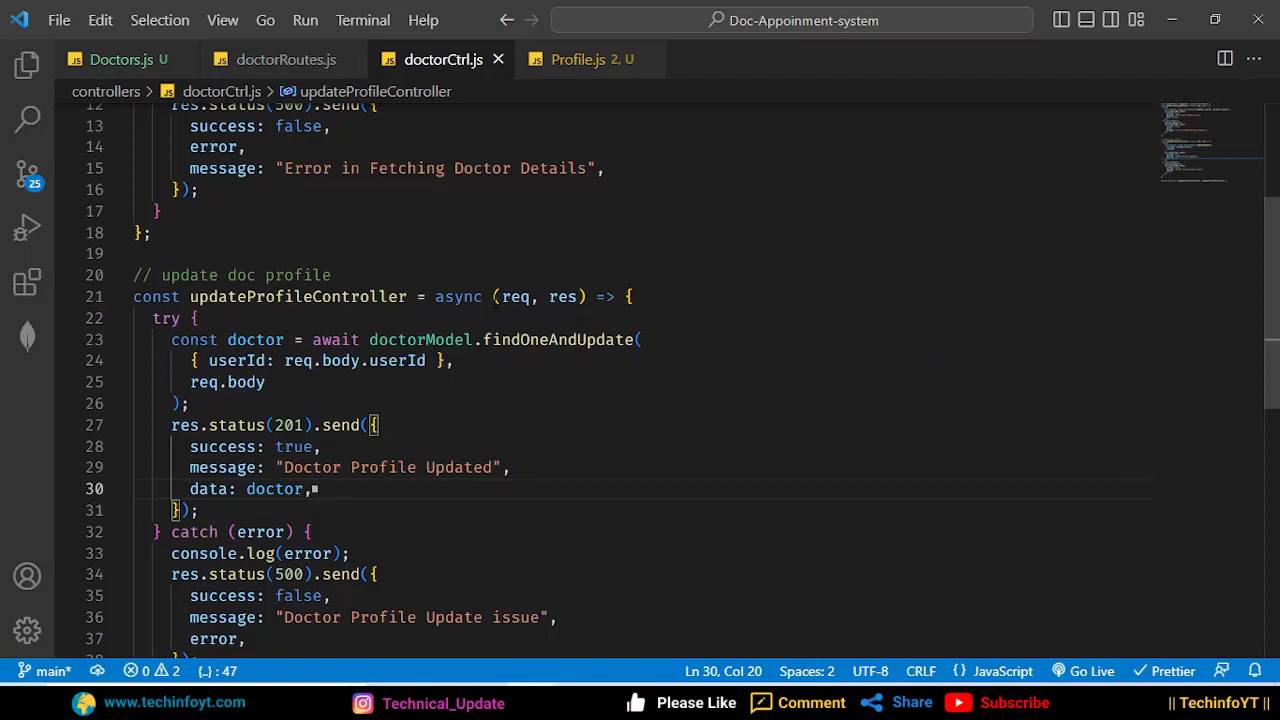 File Edit Selection View Go Run Terminal Help Doc-Appoinment-system
Doctors.js U doctorRoutes.js doctorCtrl.js Profile.js 2, U
controllers > doctorCtrl.js > updateProfileController
12 res.status(500).send({
13 success: false,
14 error,
15 message: "Error in Fetching Doctor Details",
16 });
17 }
18 };
19
20 // update doc profile
21 const updateProfileController = async (req, res) => {
22 try {
23 const doctor = await doctorModel.findOneAndUpdate(
24 { userId: req.body.userId },
25 req.body
26 );
27 res.status(201).send({
28 success: true,
29 message: "Doctor Profile Updated",
30 data: doctor,
31 });
32 } catch (error) {
33 console.log(error);
34 res.status(500).send({
35 success: false,
36 message: "Doctor Profile Update issue",
37 error,
25
main* 0 2 {..} : 47 Ln 30, Col 20 Spaces: 2 UTF-8 CRLF {} JavaScript Go Live Prettier
www.techinfoyt.com Technical_Update Please Like Comment Share Subscribe || TechinfoYT ||